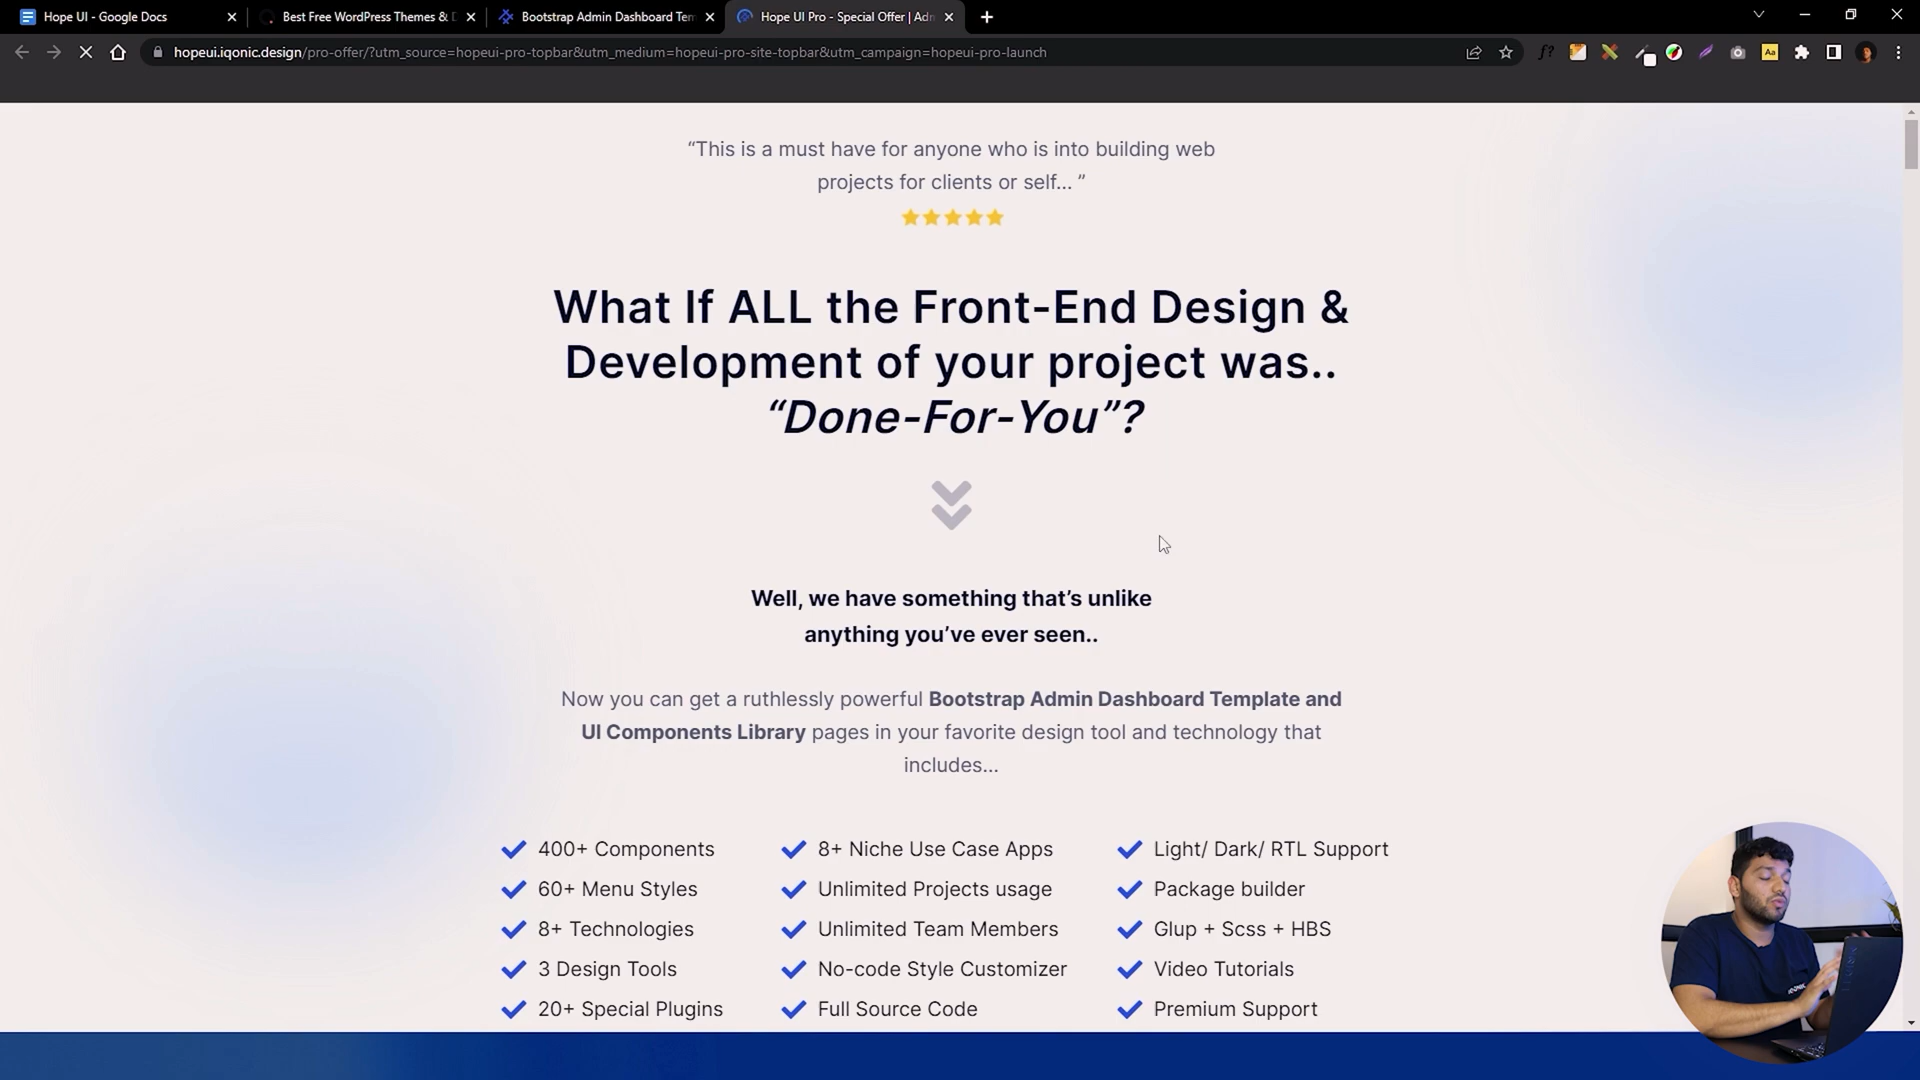 Hope UI - Google Docs
Best Free WordPress Themes &
Bootstrap Admin Dashboard Tem
Hope UI Pro - Special Offer | Adm
hopeui.iqonic.design/pro-offer/?utm_source=hopeui-pro-topbar&utm_medium=hopeui-pro-site-topbar&utm_campaign=hopeui-pro-launch
f?
Aa
“This is a must have for anyone who is into building web
projects for clients or self... ”
What If ALL the Front-End Design &
Development of your project was..
“Done-For-You”?
Well, we have something that’s unlike
anything you’ve ever seen..
Now you can get a ruthlessly powerful Bootstrap Admin Dashboard Template and
UI Components Library pages in your favorite design tool and technology that
includes...
400+ Components
8+ Niche Use Case Apps
Light/ Dark/ RTL Support
60+ Menu Styles
Unlimited Projects usage
Package builder
8+ Technologies
Unlimited Team Members
Glup + Scss + HBS
3 Design Tools
No-code Style Customizer
Video Tutorials
20+ Special Plugins
Full Source Code
Premium Support